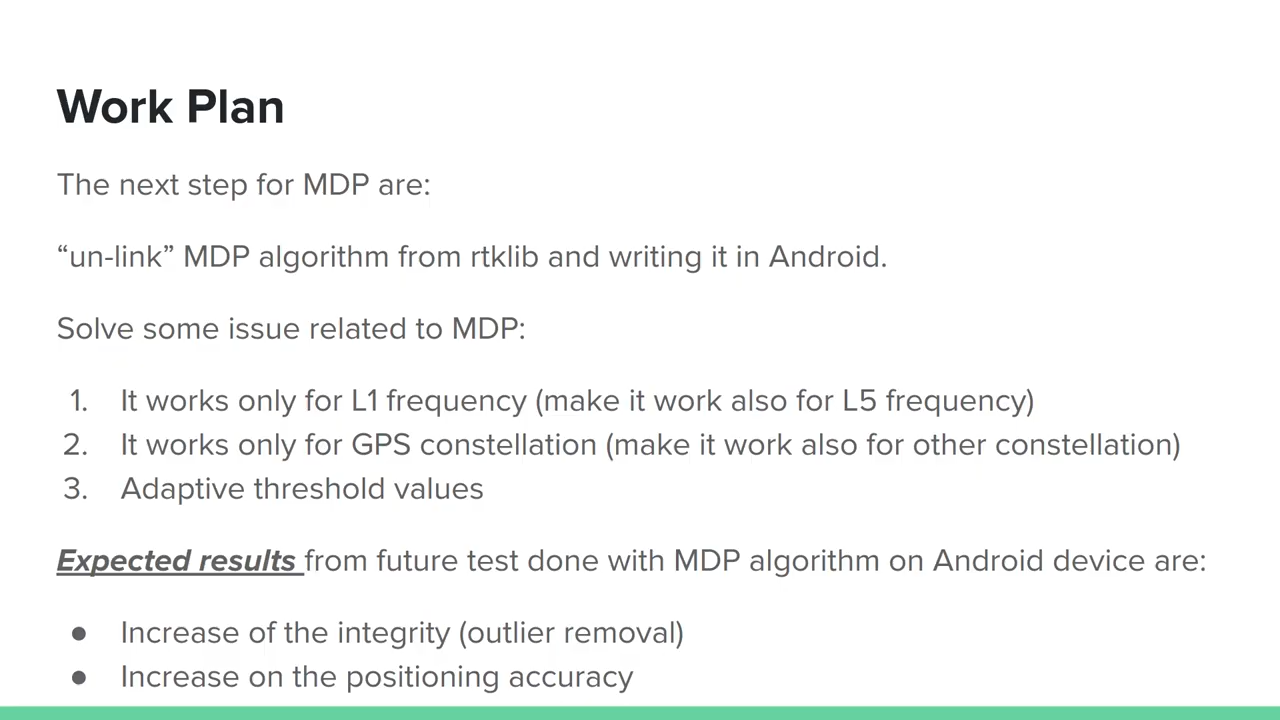 Work Plan
The next step for MDP are:
“un-link” MDP algorithm from rtklib and writing it in Android.
Solve some issue related to MDP:
1. It works only for L1 frequency (make it work also for L5 frequency)
2. It works only for GPS constellation (make it work also for other constellation)
3. Adaptive threshold values
Expected results from future test done with MDP algorithm on Android device are:
● Increase of the integrity (outlier removal)
● Increase on the positioning accuracy